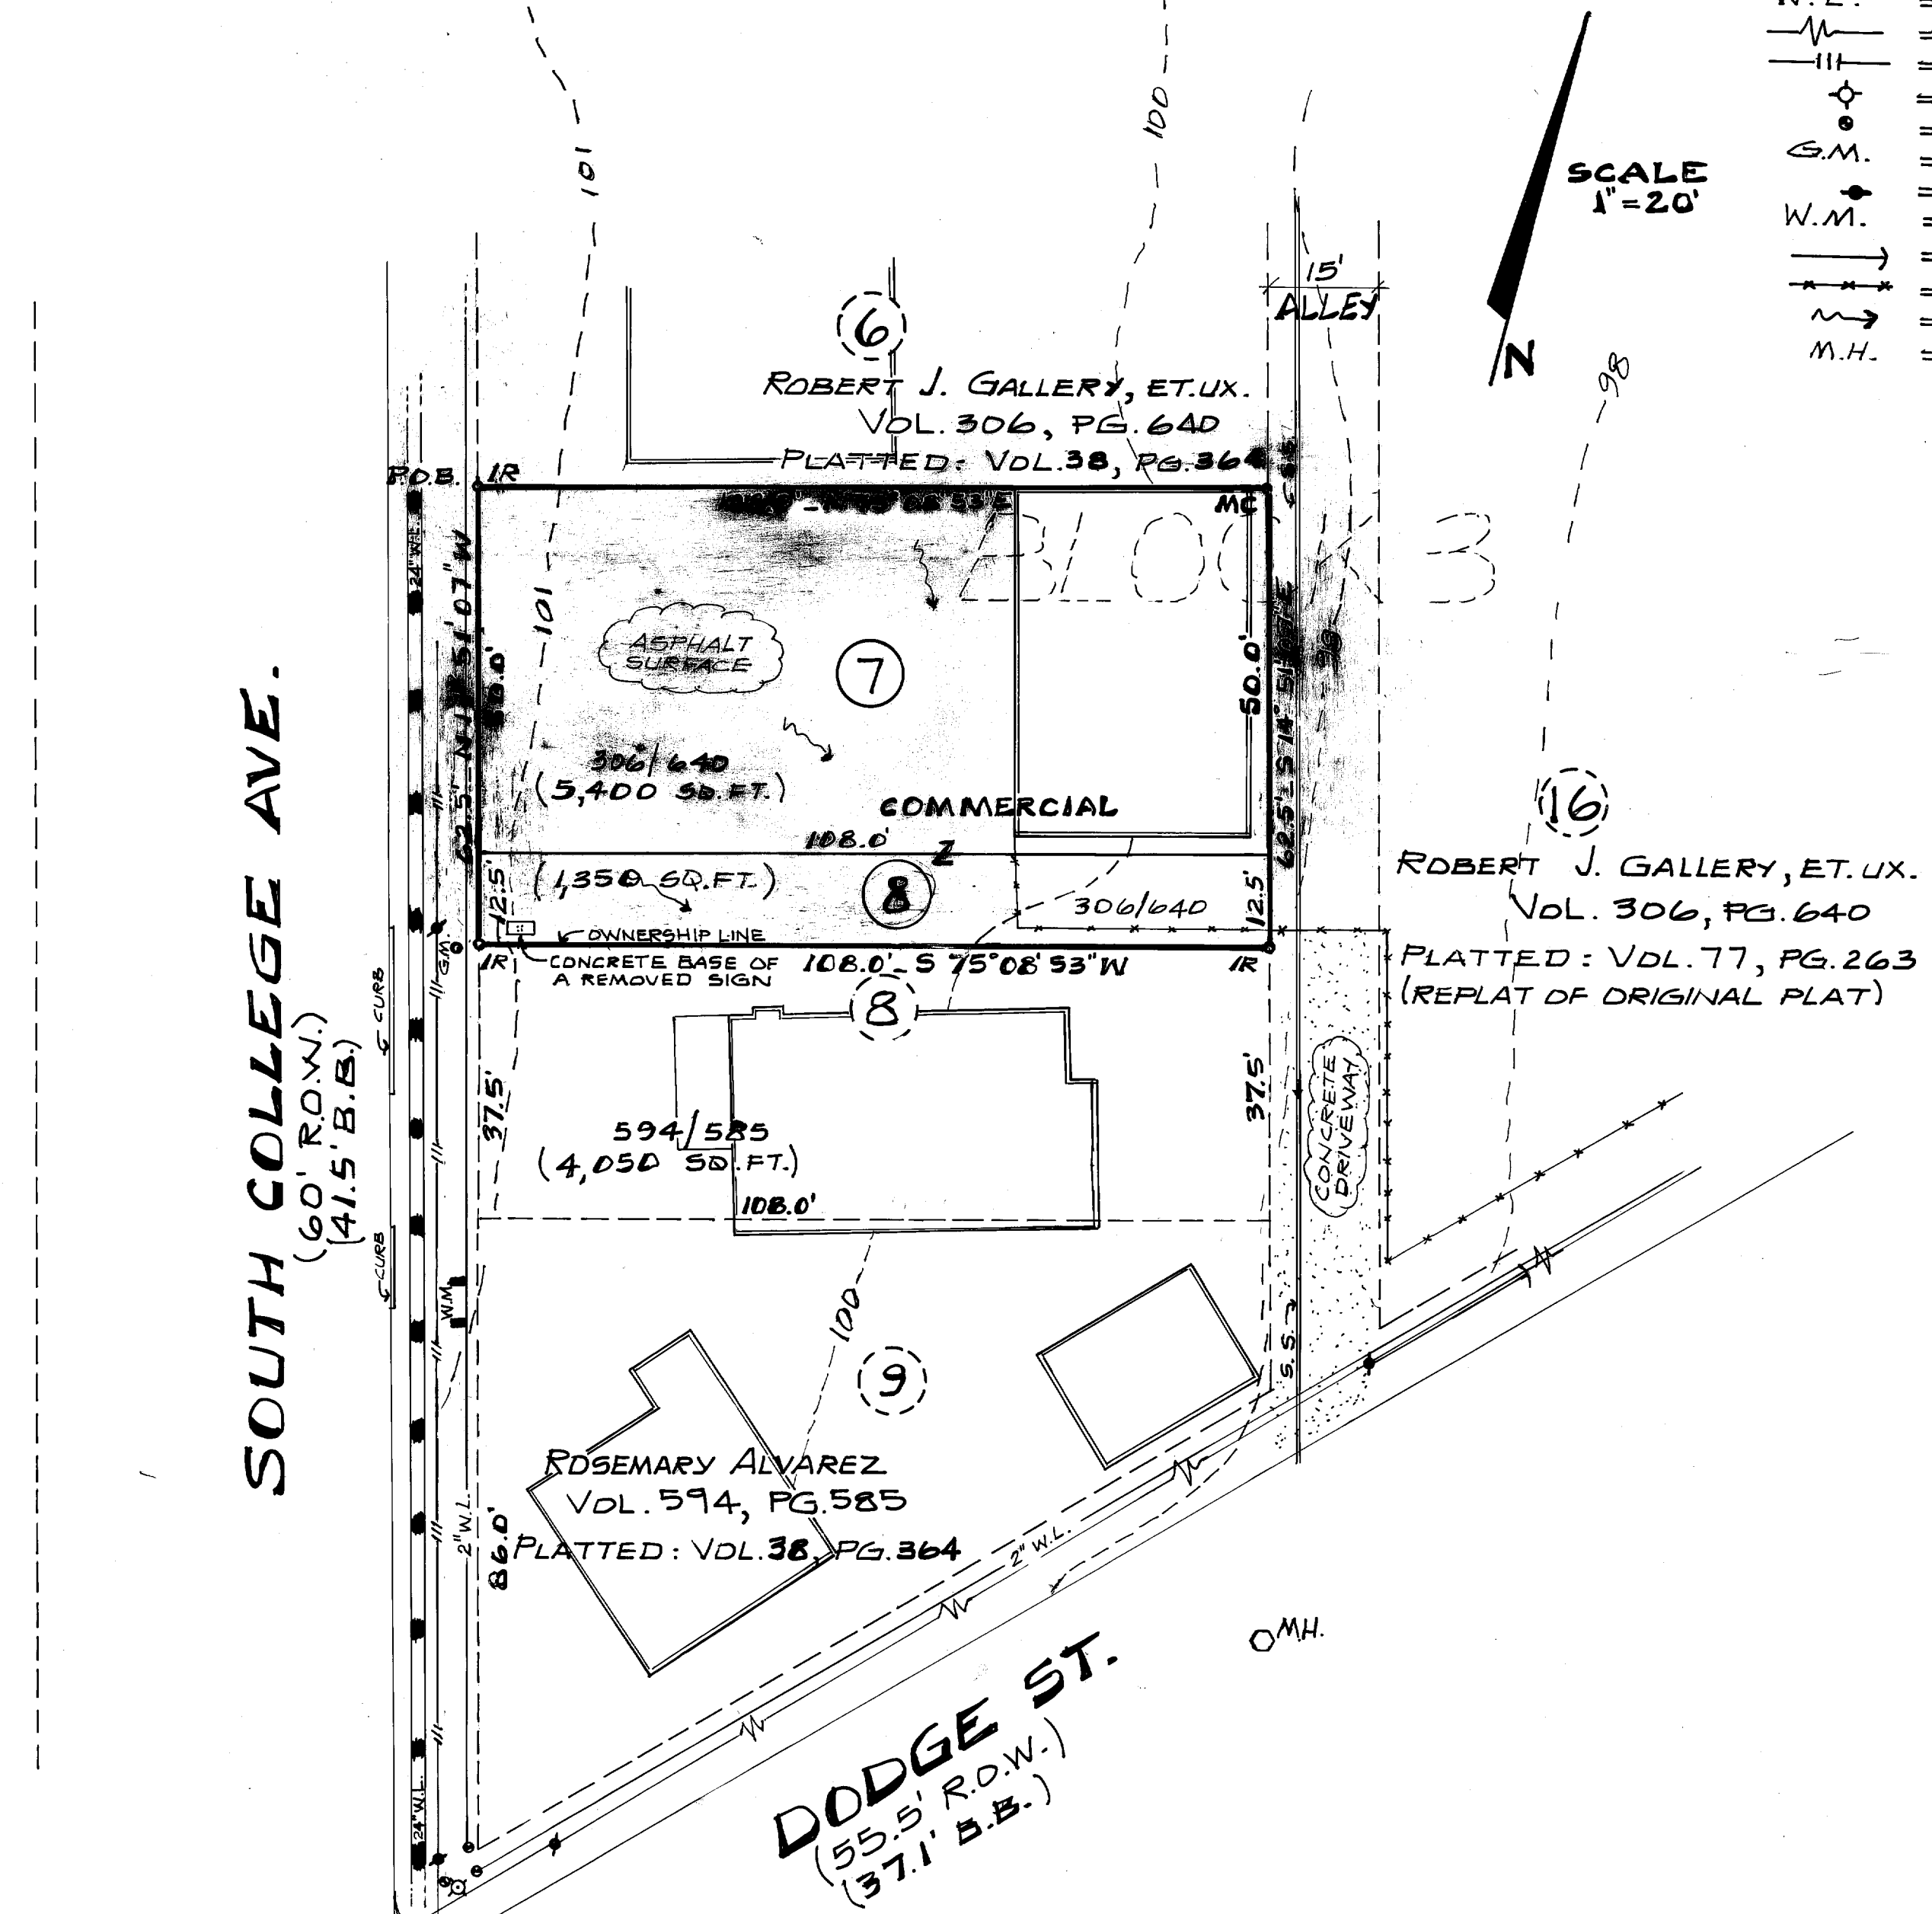 G.M.
W.M.
M.H.
SCALE
1"=20'
N
101
100
98
15'
ALLEY
6
ROBERT J. GALLERY, ET.UX.
VOL. 306, PG. 640
PLATTED: VOL. 38, PG. 364
P.O.B.
IR
MC
BLOCK 3
24" W.L.
101
ASPHALT
SURFACE
7
50.0'
50.0'
98
306/640
(5,400 SQ.FT.)
COMMERCIAL
108.0'
Z
(1,350 SQ.FT.)
8
306/640
12.5'
12.5'
OWNERSHIP LINE
CONCRETE BASE OF
A REMOVED SIGN
IR
108.0' - S 75°08'53"W
IR
G.M.
16
ROBERT J. GALLERY, ET.UX.
VOL. 306, PG. 640
PLATTED: VOL. 77, PG. 263
(REPLAT OF ORIGINAL PLAT)
SOUTH COLLEGE AVE.
(60' R.O.W.)
(41.5' B.B.)
CURB
CURB
8
37.5'
37.5'
594/585
(4,050 SQ.FT.)
108.0'
CONCRETE
DRIVEWAY
W.M.
100
9
S.S.
ROSEMARY ALVAREZ
VOL. 594, PG. 585
PLATTED: VOL. 38, PG. 364
86.0'
2" W.L.
2" W.L.
24" W.L.
M.H.
DODGE ST.
(55.5' R.O.W.)
(37.1' B.B.)